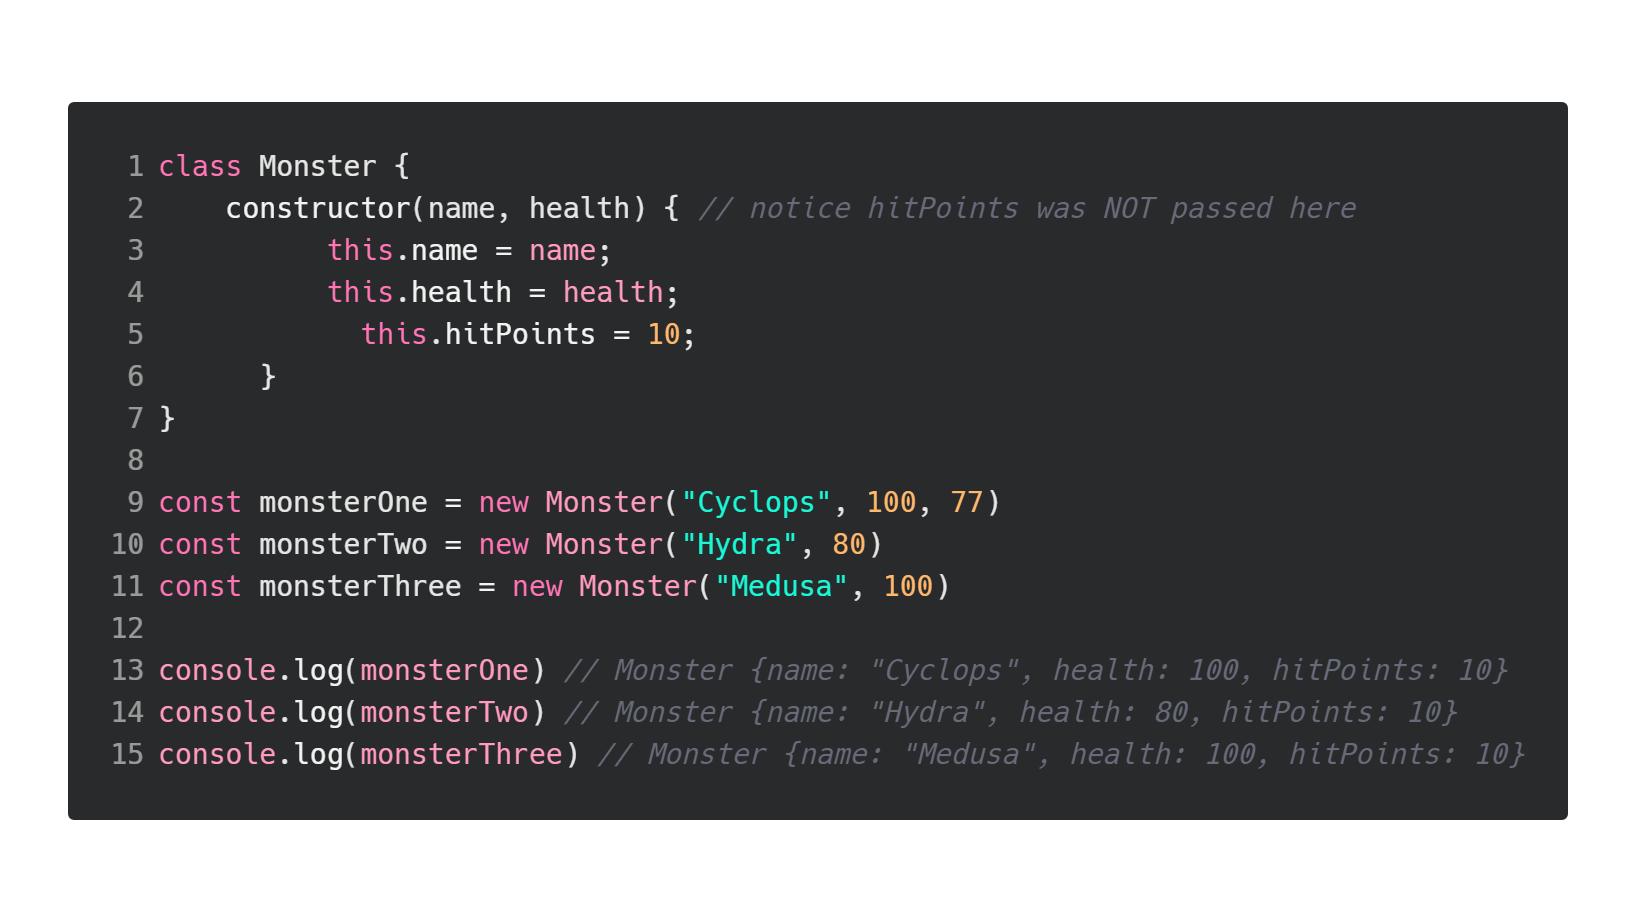 1 class Monster {
2     constructor(name, health) { // notice hitPoints was NOT passed here
3           this.name = name;
4           this.health = health;
5             this.hitPoints = 10;
6       }
7 }
8
9 const monsterOne = new Monster("Cyclops", 100, 77)
10 const monsterTwo = new Monster("Hydra", 80)
11 const monsterThree = new Monster("Medusa", 100)
12
13 console.log(monsterOne) // Monster {name: "Cyclops", health: 100, hitPoints: 10}
14 console.log(monsterTwo) // Monster {name: "Hydra", health: 80, hitPoints: 10}
15 console.log(monsterThree) // Monster {name: "Medusa", health: 100, hitPoints: 10}